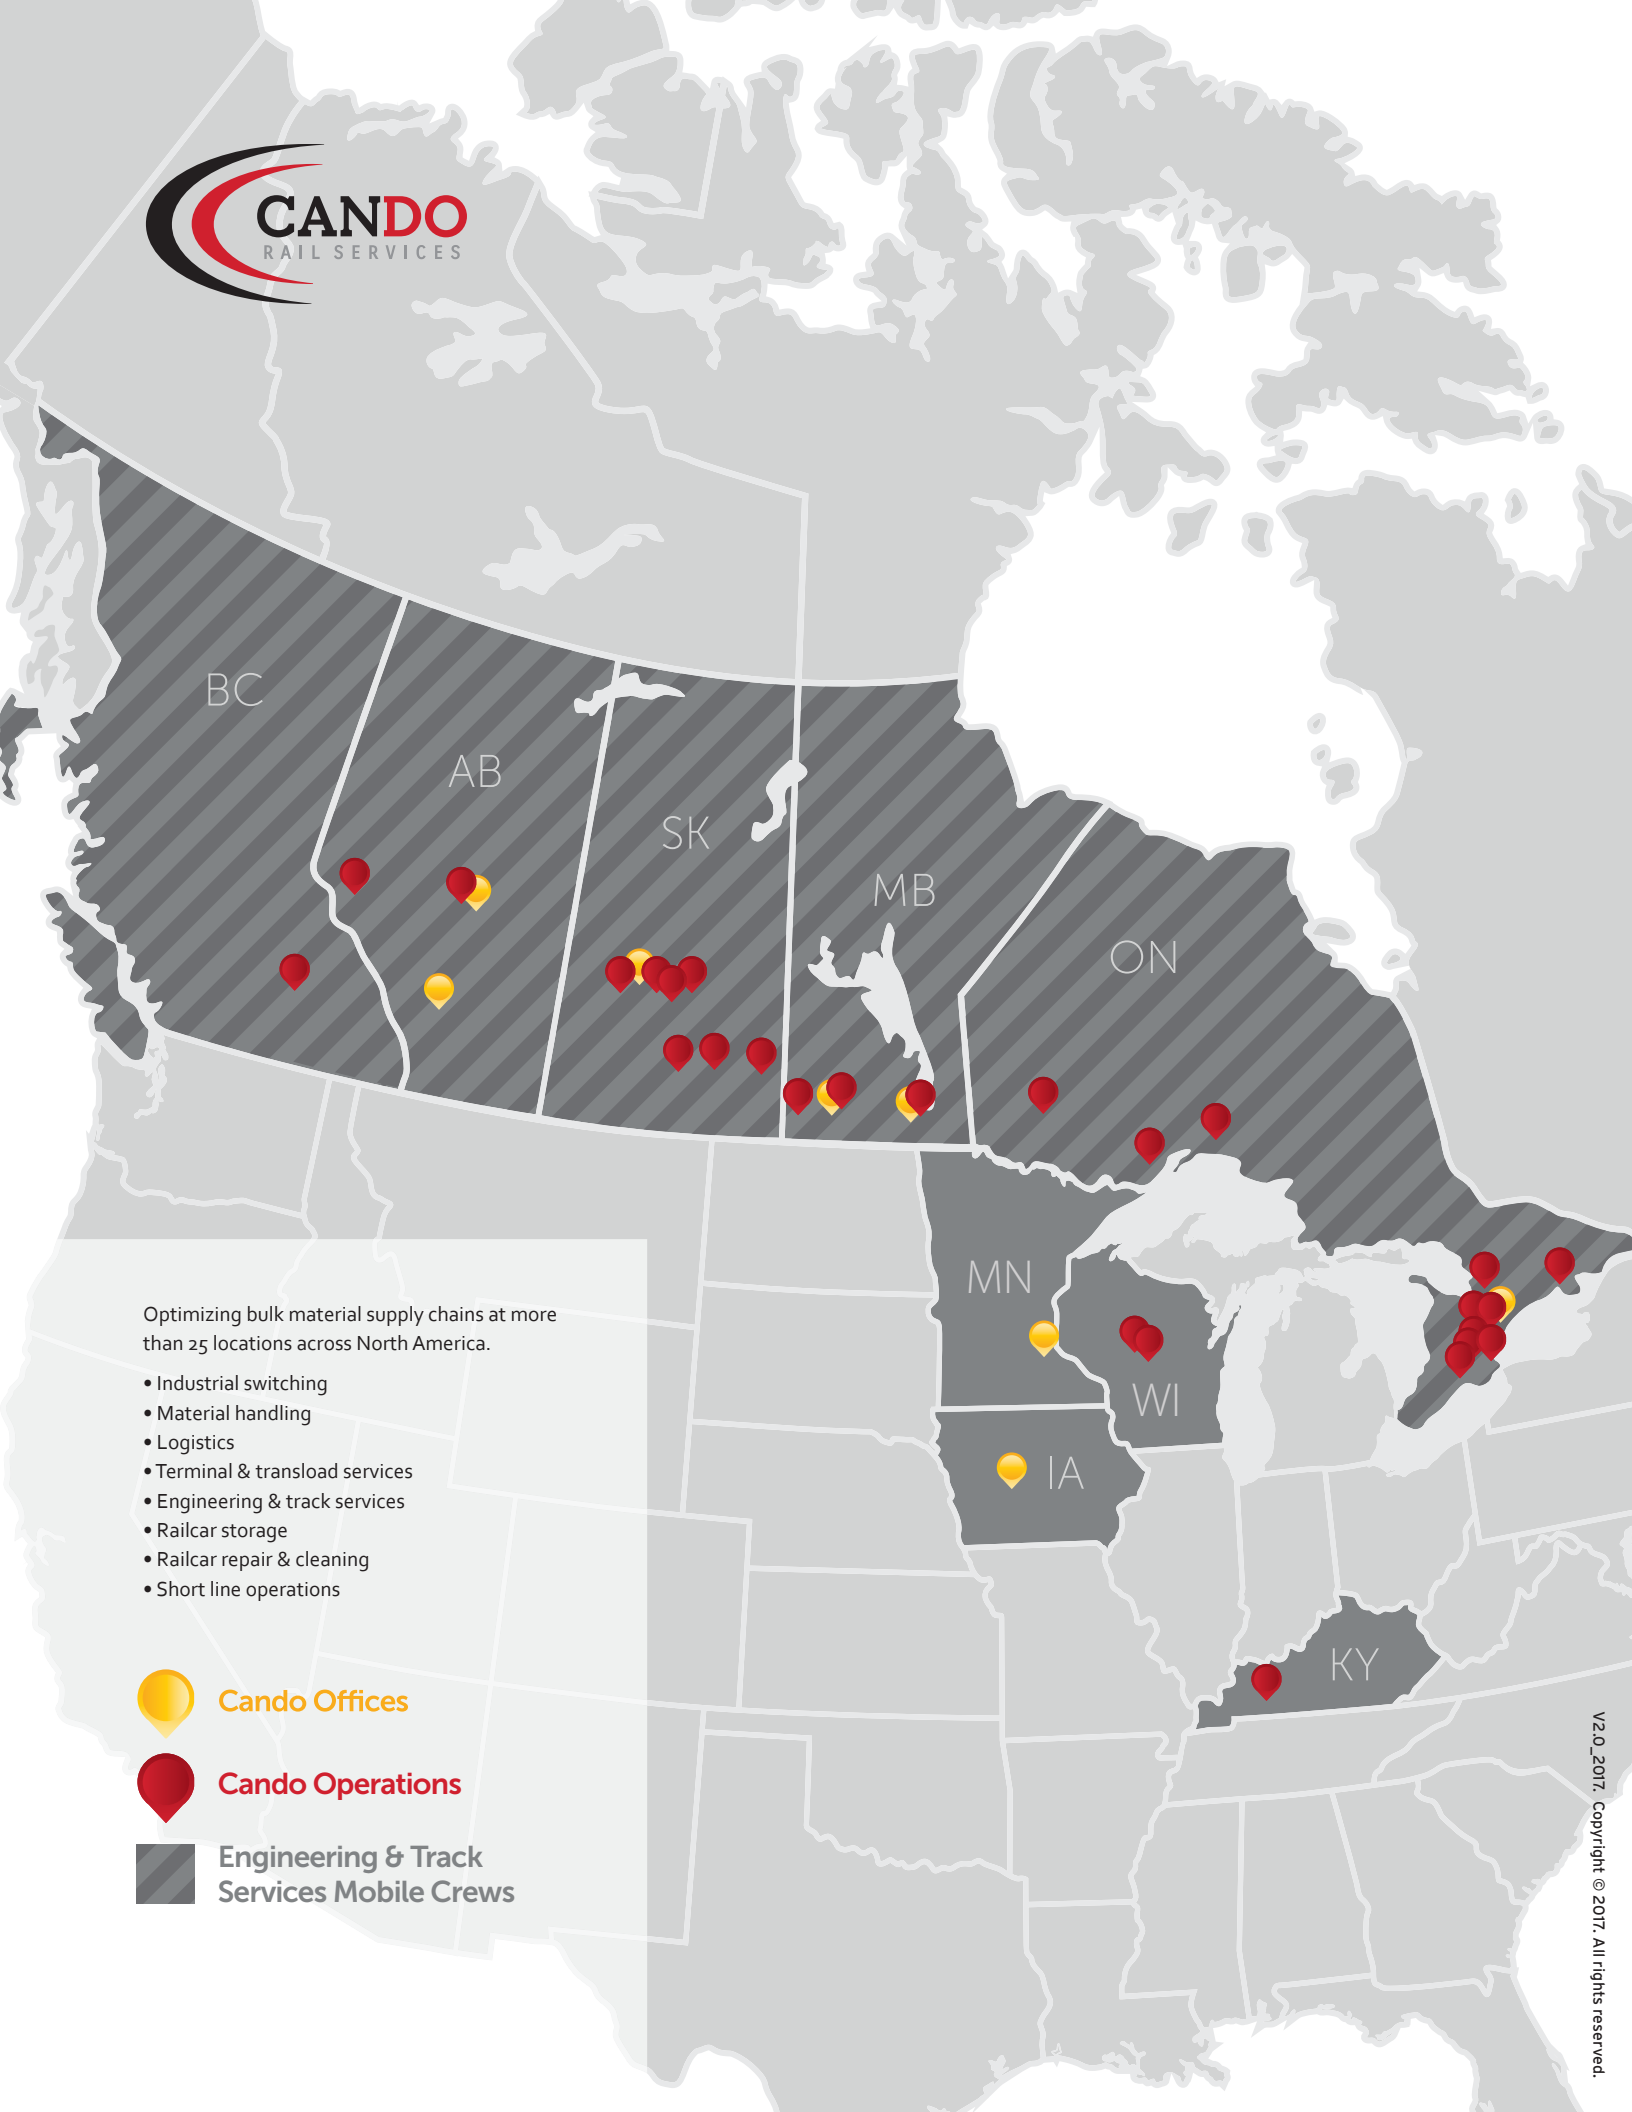 CANDO
RAIL SERVICES
BC
AB
SK
MB
ON
MN
WI
IA
KY
Optimizing bulk material supply chains at more
than 25 locations across North America.
• Industrial switching
• Material handling
• Logistics
• Terminal & transload services
• Engineering & track services
• Railcar storage
• Railcar repair & cleaning
• Short line operations
Cando Offices
Cando Operations
Engineering & Track
Services Mobile Crews
V2.0_2017. Copyright © 2017. All rights reserved.